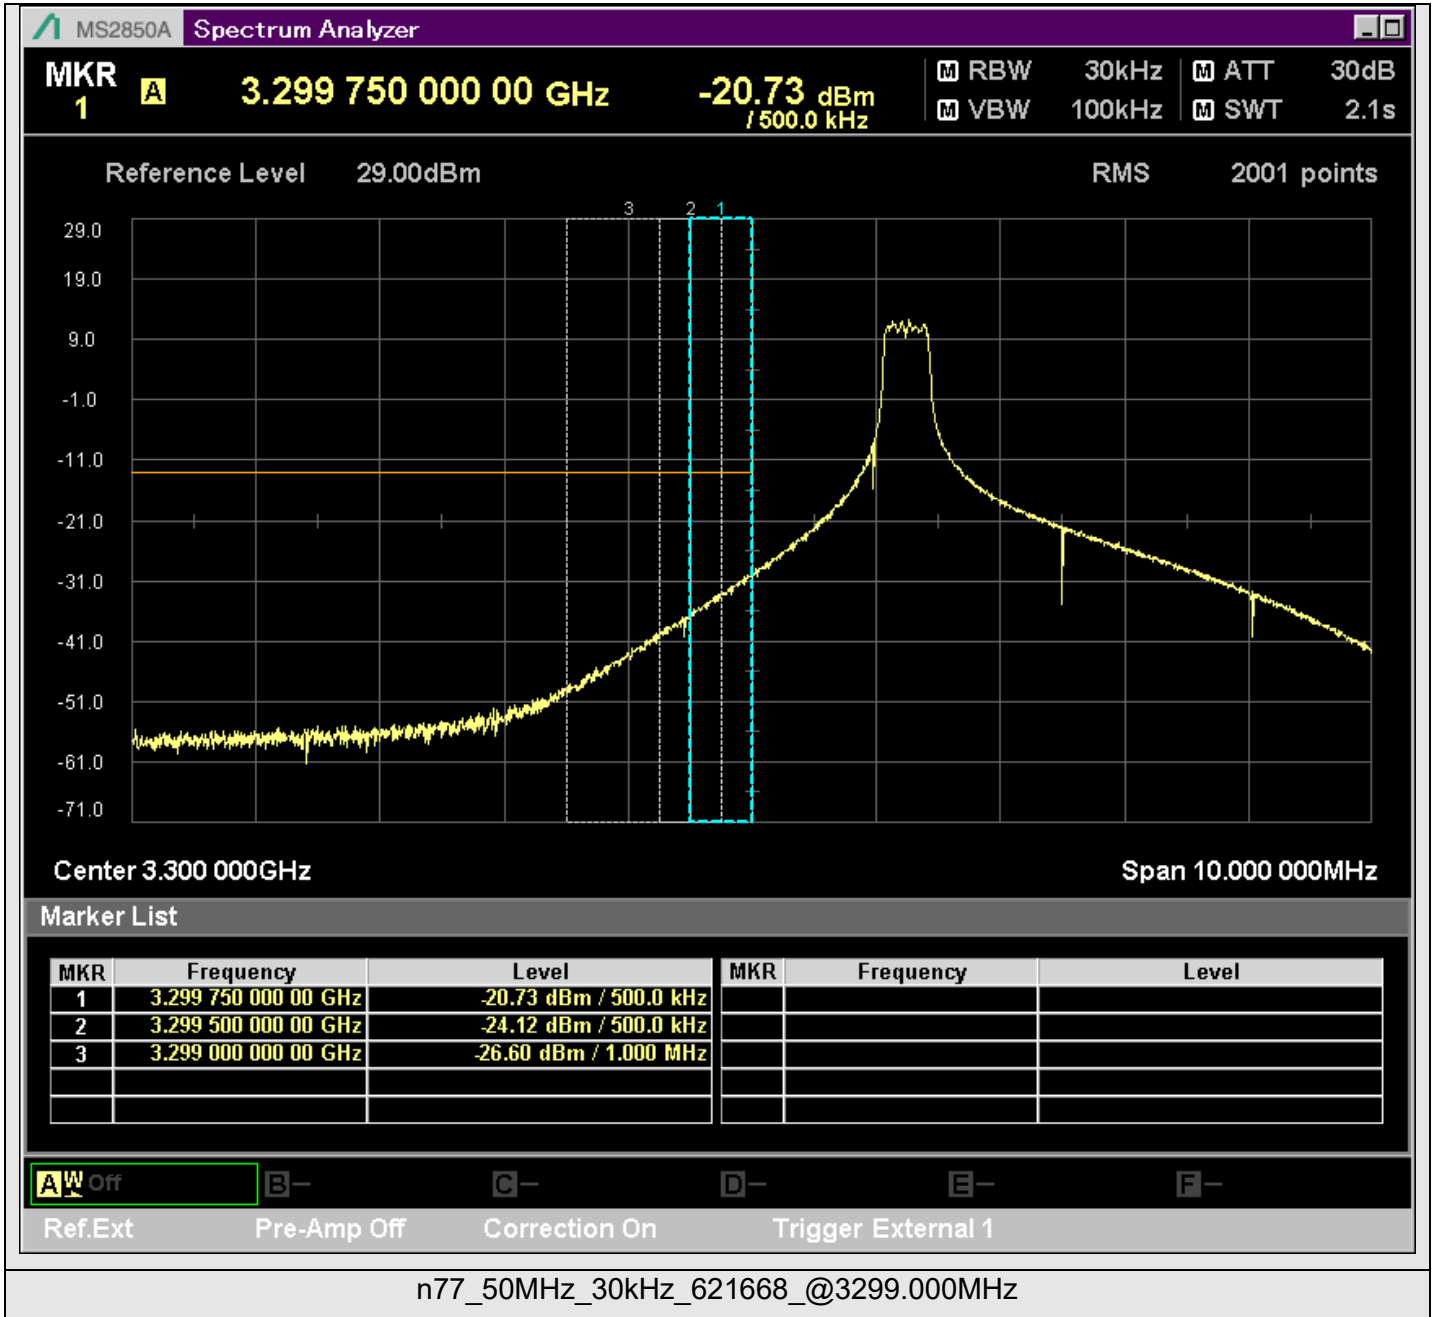 MS2850A Spectrum Analyzer
MKR 1 A 3.299 750 000 00 GHz -20.73 dBm / 500.0 kHz
M RBW 30kHz M ATT 30dB
M VBW 100kHz M SWT 2.1s
Reference Level 29.00dBm RMS 2001 points
3 2 1
29.0
19.0
9.0
-1.0
-11.0
-21.0
-31.0
-41.0
-51.0
-61.0
-71.0
Center 3.300 000GHz Span 10.000 000MHz
Marker List
MKR Frequency Level MKR Frequency Level
1 3.299 750 000 00 GHz -20.73 dBm / 500.0 kHz
2 3.299 500 000 00 GHz -24.12 dBm / 500.0 kHz
3 3.299 000 000 00 GHz -26.60 dBm / 1.000 MHz
A W Off B – C – D – E – F –
Ref.Ext Pre-Amp Off Correction On Trigger External 1
n77_50MHz_30kHz_621668_@3299.000MHz